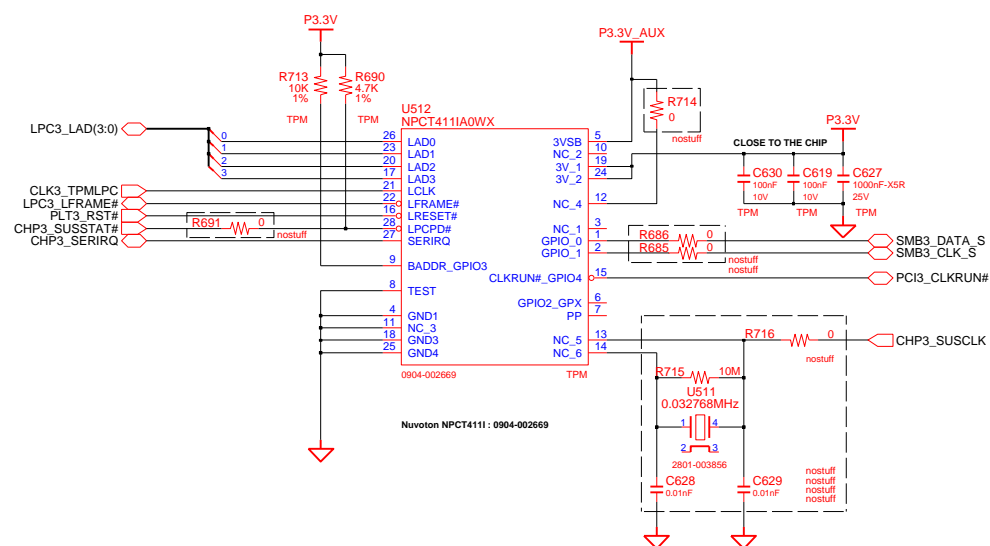 P3.3V
P3.3V_AUX
R713
10K
1%
TPM
R690
4.7K
1%
TPM
R714
0
nostuff
U512
NPCT411IA0WX
LPC3_LAD(3:0)
0
1
2
3
CLK3_TPMLPC
LPC3_LFRAME#
PLT3_RST#
CHP3_SUSSTAT#
CHP3_SERIRQ
R691
0
nostuff
26 LAD0
23 LAD1
20 LAD2
17 LAD3
21 LCLK
22 LFRAME#
16 LRESET#
28 LPCPD#
27 SERIRQ
9 BADDR_GPIO3
8 TEST
4 GND1
11 NC_3
18 GND3
25 GND4
3VSB 5
NC_2 10
3V_1 19
3V_2 24
NC_4 12
NC_1 3
GPIO_0 1
GPIO_1 2
CLKRUN#_GPIO4 15
GPIO2_GPX 6
PP 7
NC_5 13
NC_6 14
0904-002669
TPM
Nuvoton NPCT411I : 0904-002669
P3.3V
CLOSE TO THE CHIP
C630
100nF
10V
TPM
C619
100nF
10V
TPM
C627
1000nF-X5R
25V
TPM
R686 0
R685 0
nostuff
nostuff
SMB3_DATA_S
SMB3_CLK_S
PCI3_CLKRUN#
R716 0
nostuff
CHP3_SUSCLK
R715 10M
U511
0.032768MHz
1 4
2 3
2801-003856
C628
0.01nF
C629
0.01nF
nostuff
nostuff
nostuff
nostuff